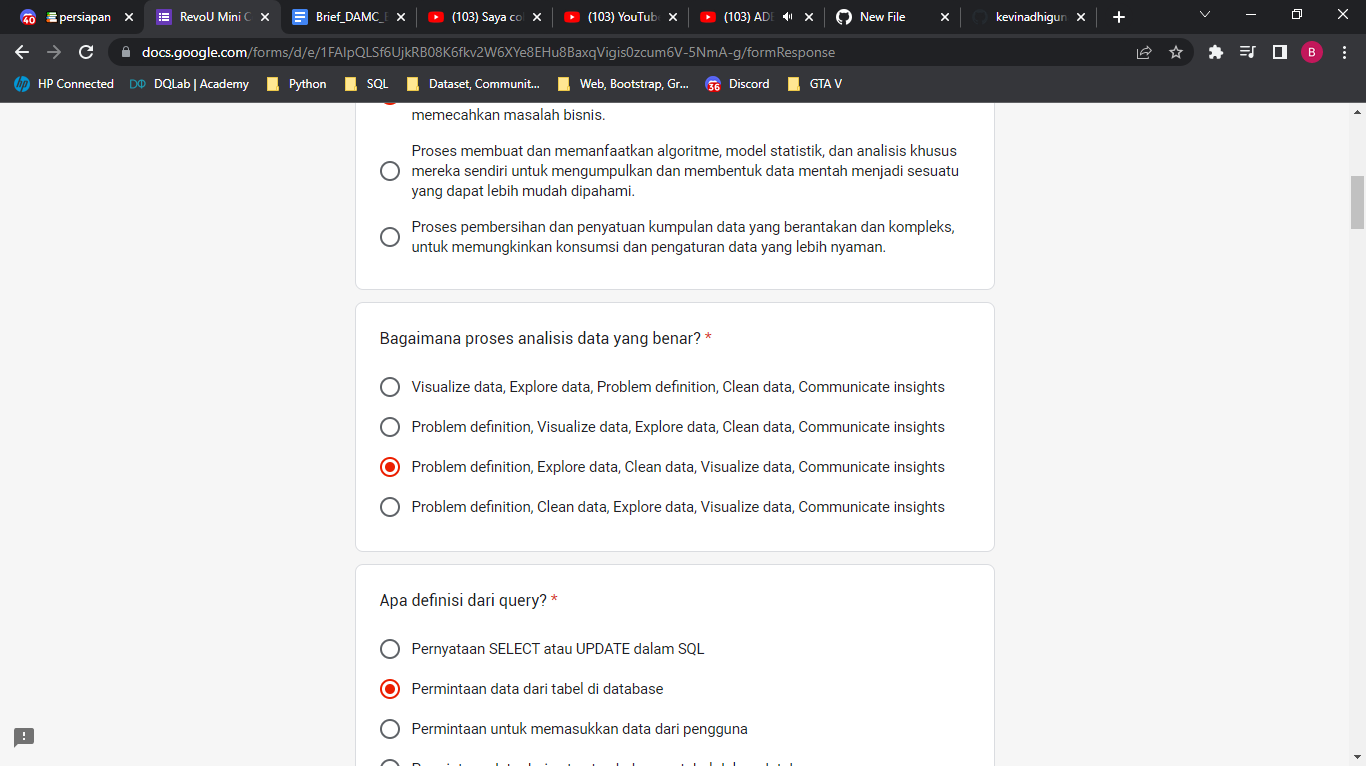 40 persiapan
RevoU Mini C
Brief_DAMC_
(103) Saya co
(103) YouTub
(103) ADE
New File
kevinadhigun
docs.google.com/forms/d/e/1FAIpQLSf6UjkRB08K6fkv2W6XYe8EHu8BaxqVigis0zcum6V-5NmA-g/formResponse
B
HP Connected
DQLab | Academy
Python
SQL
Dataset, Communit...
Web, Bootstrap, Gr...
36 Discord
GTA V
memecahkan masalah bisnis.
Proses membuat dan memanfaatkan algoritme, model statistik, dan analisis khusus
mereka sendiri untuk mengumpulkan dan membentuk data mentah menjadi sesuatu
yang dapat lebih mudah dipahami.
Proses pembersihan dan penyatuan kumpulan data yang berantakan dan kompleks,
untuk memungkinkan konsumsi dan pengaturan data yang lebih nyaman.
Bagaimana proses analisis data yang benar? *
Visualize data, Explore data, Problem definition, Clean data, Communicate insights
Problem definition, Visualize data, Explore data, Clean data, Communicate insights
Problem definition, Explore data, Clean data, Visualize data, Communicate insights
Problem definition, Clean data, Explore data, Visualize data, Communicate insights
Apa definisi dari query? *
Pernyataan SELECT atau UPDATE dalam SQL
Permintaan data dari tabel di database
Permintaan untuk memasukkan data dari pengguna